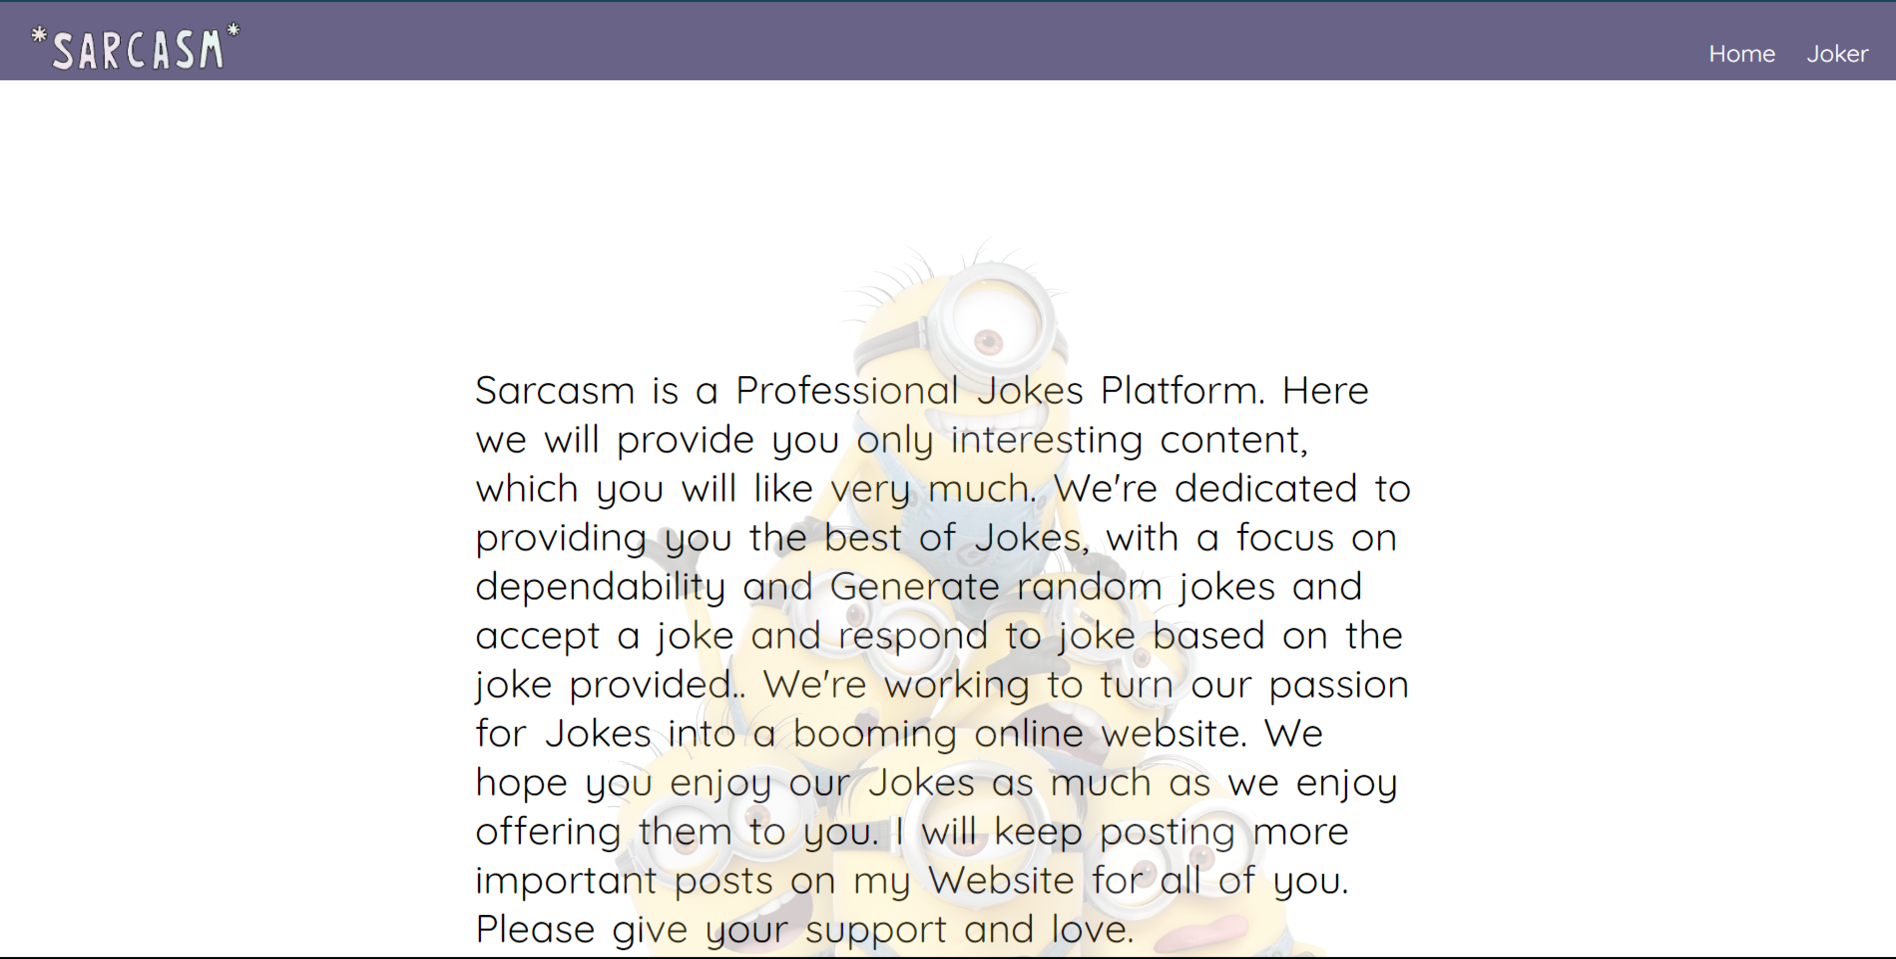 *SARCASM*
Home Joker
Sarcasm is a Professional Jokes Platform. Here
we will provide you only interesting content,
which you will like very much. We're dedicated to
providing you the best of Jokes, with a focus on
dependability and Generate random jokes and
accept a joke and respond to joke based on the
joke provided.. We're working to turn our passion
for Jokes into a booming online website. We
hope you enjoy our Jokes as much as we enjoy
offering them to you. I will keep posting more
important posts on my Website for all of you.
Please give your support and love.